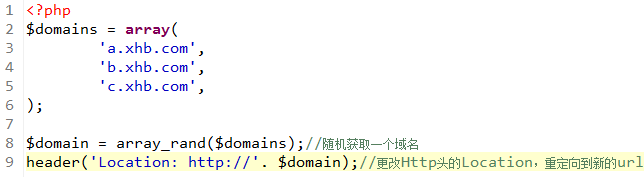 1 <?php
2 $domains = array(
3 'a.xhb.com',
4 'b.xhb.com',
5 'c.xhb.com',
6 );
7
8 $domain = array_rand($domains);//随机获取一个域名
9 header('Location: http://'. $domain);//更改Http头的Location，重定向到新的url